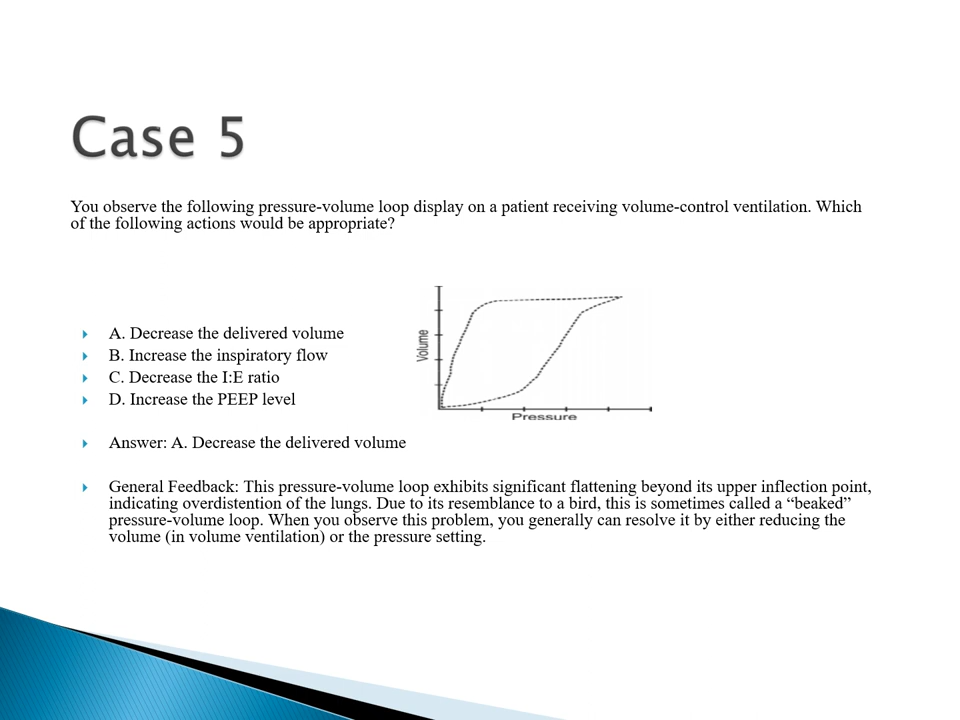 Case 5
You observe the following pressure-volume loop display on a patient receiving volume-control ventilation. Which
of the following actions would be appropriate?
A. Decrease the delivered volume
B. Increase the inspiratory flow
C. Decrease the I:E ratio
D. Increase the PEEP level
Volume
Pressure
Answer: A. Decrease the delivered volume
General Feedback: This pressure-volume loop exhibits significant flattening beyond its upper inflection point,
indicating overdistention of the lungs. Due to its resemblance to a bird, this is sometimes called a “beaked”
pressure-volume loop. When you observe this problem, you generally can resolve it by either reducing the
volume (in volume ventilation) or the pressure setting.